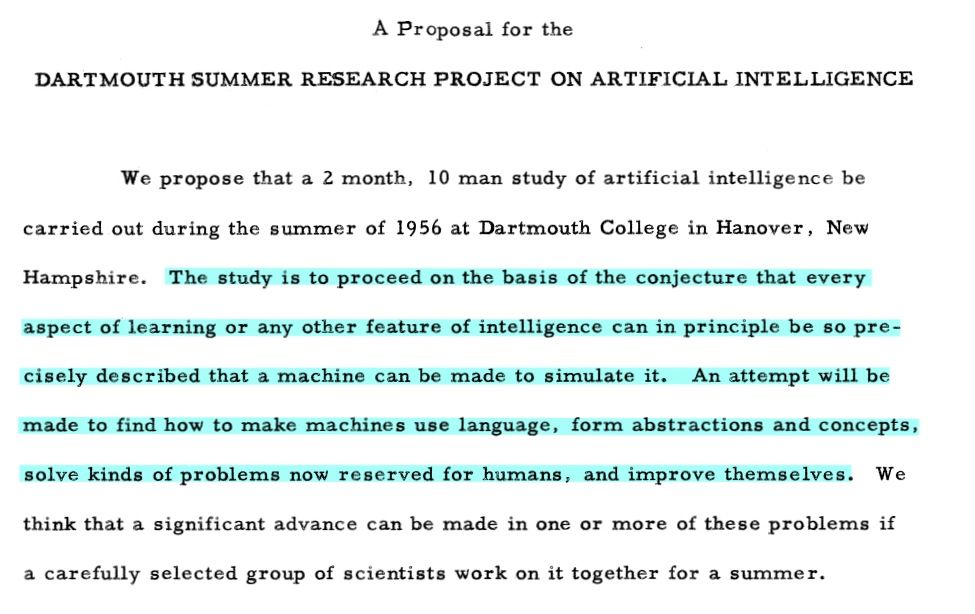 A Proposal for the
DARTMOUTH SUMMER RESEARCH PROJECT ON ARTIFICIAL INTELLIGENCE
We propose that a 2 month, 10 man study of artificial intelligence be
carried out during the summer of 1956 at Dartmouth College in Hanover, New
Hampshire. The study is to proceed on the basis of the conjecture that every
aspect of learning or any other feature of intelligence can in principle be so pre-
cisely described that a machine can be made to simulate it. An attempt will be
made to find how to make machines use language, form abstractions and concepts,
solve kinds of problems now reserved for humans, and improve themselves. We
think that a significant advance can be made in one or more of these problems if
a carefully selected group of scientists work on it together for a summer.